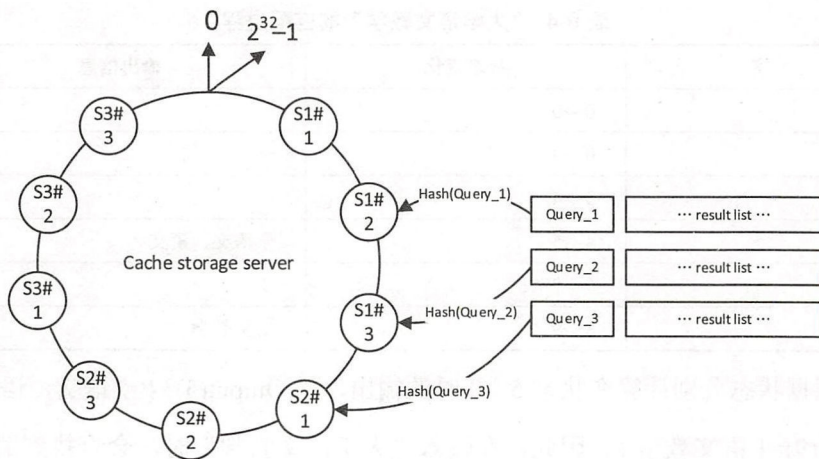 0
2^32–1
S3#
3
S1#
1
S3#
2
S1#
2
Hash(Query_1)
Query_1
··· result list ···
Cache storage server
Query_2
··· result list ···
S3#
1
S1#
3
Hash(Query_2)
Query_3
··· result list ···
S2#
3
Hash(Query_3)
S2#
1
S2#
2